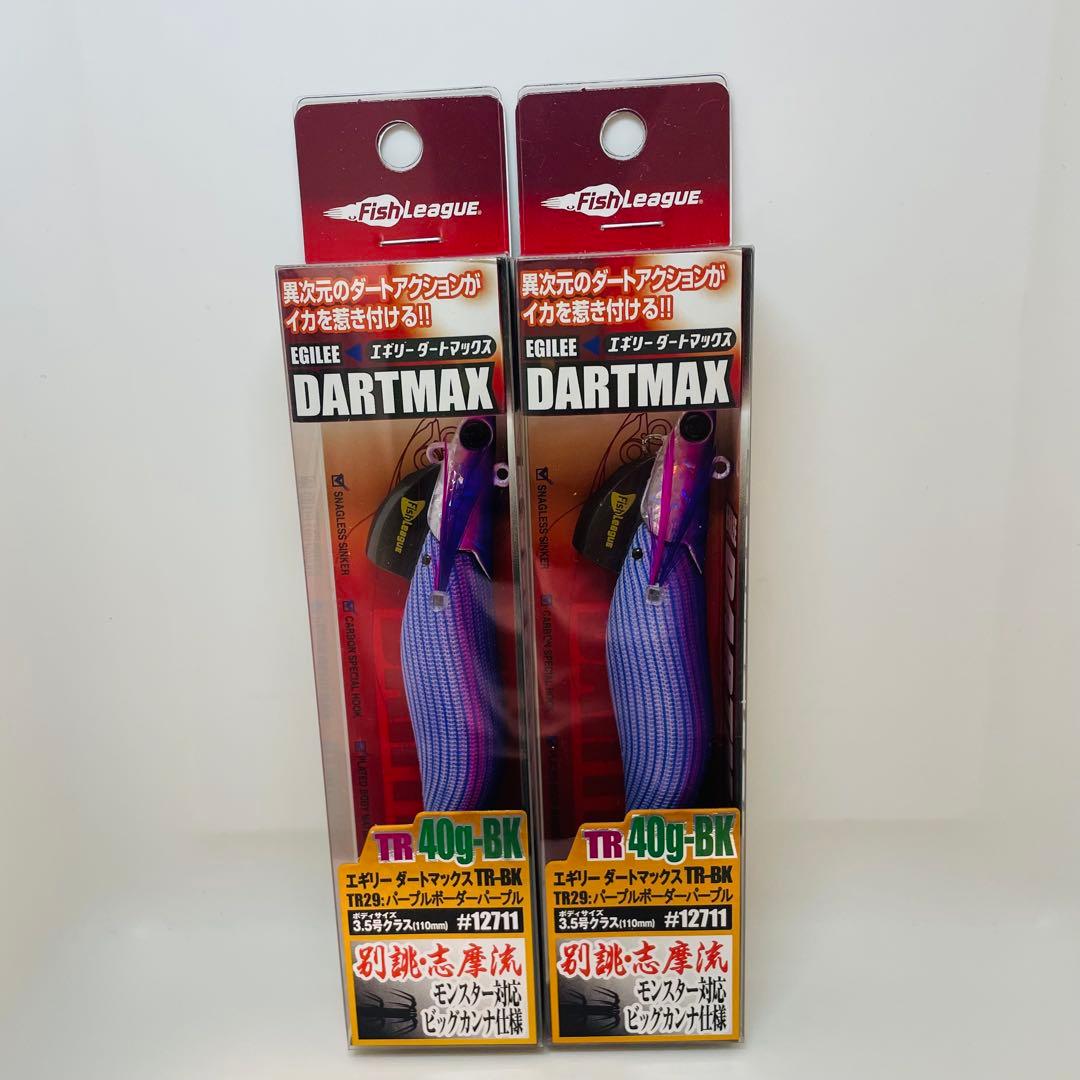 FishLeague
異次元のダートアクションが
イカを惹き付ける!!
EGILEE
エギリー ダートマックス
DARTMAX
FishLeague
SNAGLESS SINKER
CARBON SPECIAL HOOK
PLATED BODY
TR 40g-BK
エギリー ダートマックス TR-BK
TR29:パープルボーダーパープル
ボディサイズ
3.5号クラス(110mm) #12711
別誂・志摩流
モンスター対応
ビッグカンナ仕様
FishLeague
異次元のダートアクションが
イカを惹き付ける!!
EGILEE
エギリー ダートマックス
DARTMAX
FishLeague
SNAGLESS SINKER
CARBON SPECIAL HOOK
TR 40g-BK
エギリー ダートマックス TR-BK
TR29:パープルボーダーパープル
ボディサイズ
3.5号クラス(110mm) #12711
別誂・志摩流
モンスター対応
ビッグカンナ仕様